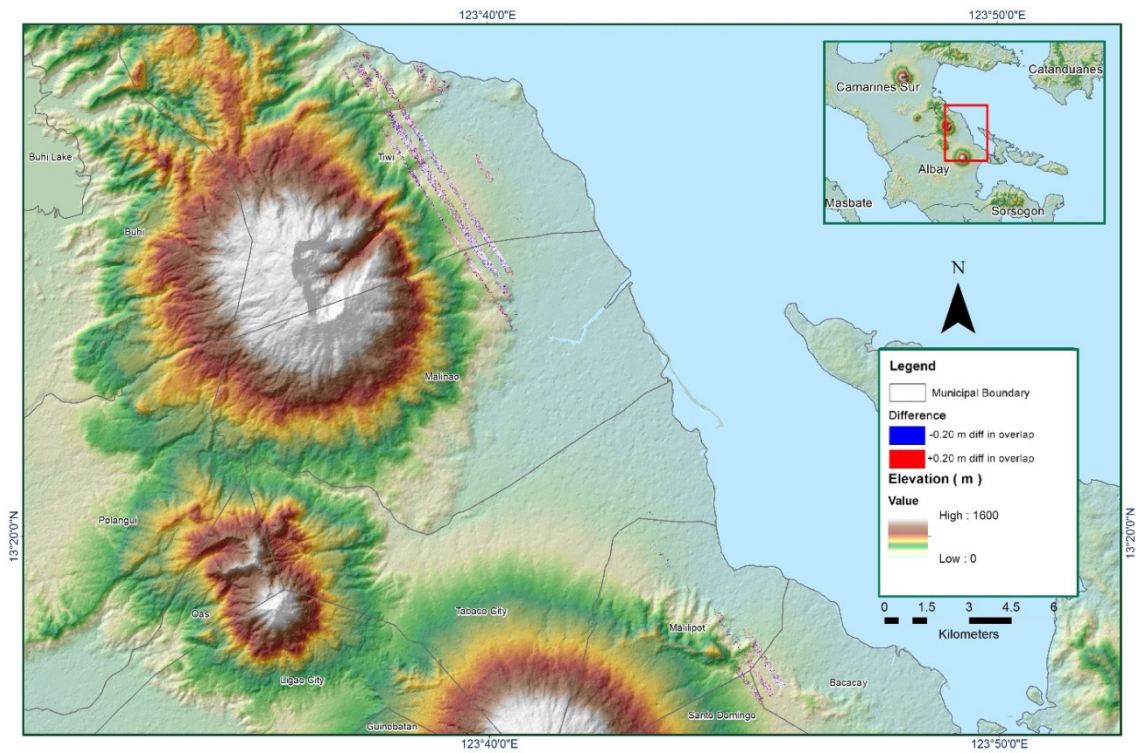 123°40'0"E
123°50'0"E
Camarines Sur
Catanduanes
Albay
Masbate
Sorsogon
Buhi Lake
Tiwi
Buhi
N
Malinao
Legend
Municipal Boundary
Difference
-0.20 m diff in overlap
+0.20 m diff in overlap
Elevation ( m )
Value
High : 1600
Low : 0
13°20'0"N
13°20'0"N
Polangui
0 1.5 3 4.5 6
Kilometers
Oas
Tabaco City
Malilipot
Ligao City
Bacacay
Santo Domingo
Guinobatan
123°40'0"E
123°50'0"E